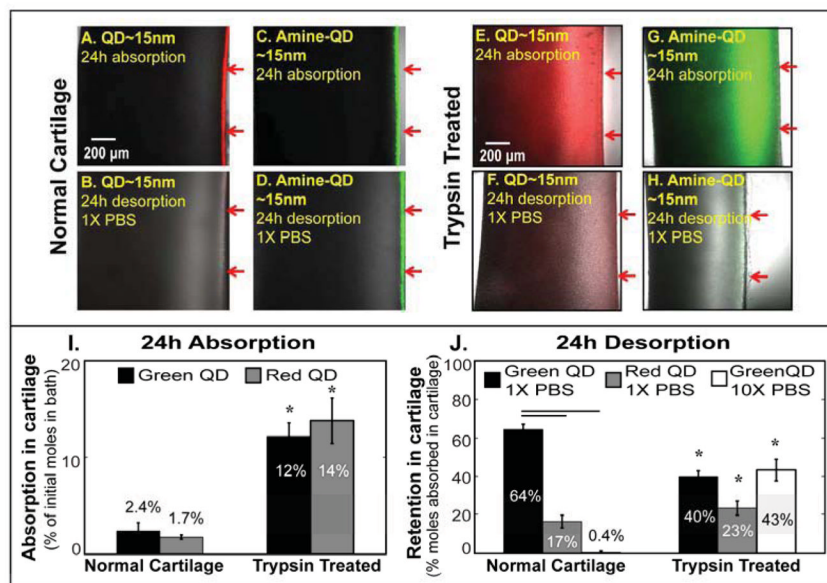 Normal Cartilage
A. QD~15nm
24h absorption
200 µm
C. Amine-QD
~15nm
24h absorption
B. QD~15nm
24h desorption
1X PBS
D. Amine-QD
~15nm
24h desorption
1X PBS
Trypsin Treated
E. QD~15nm
24h absorption
200 µm
G. Amine-QD
~15nm
24h absorption
F. QD~15nm
24h desorption
1X PBS
H. Amine-QD
~15nm
24h desorption
1X PBS
I. 24h Absorption
Absorption in cartilage
(% of initial moles in bath)
20
10
0
Green QD Red QD
2.4%
1.7%
*
12%
*
14%
Normal Cartilage Trypsin Treated
J. 24h Desorption
Retention in cartilage
(% moles absorbed in cartilage)
100
80
60
40
20
0
Green QD
1X PBS
Red QD
1X PBS
GreenQD
10X PBS
64%
17%
0.4%
*
40%
*
23%
*
43%
Normal Cartilage Trypsin Treated